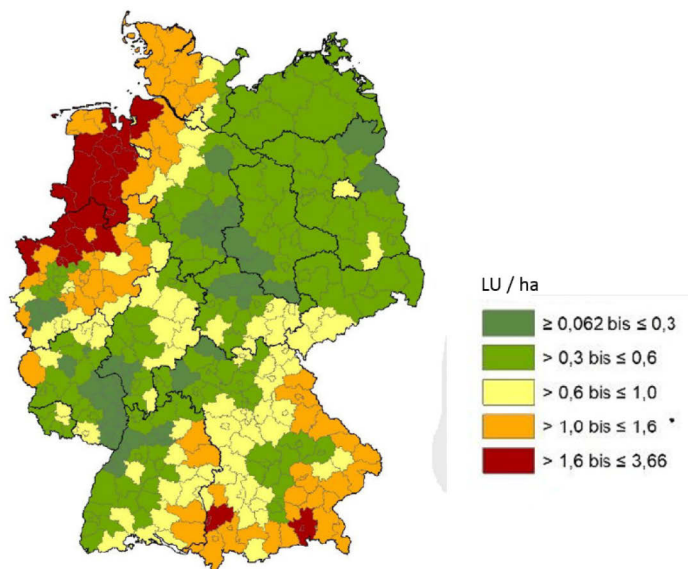 LU / ha
≥ 0,062 bis ≤ 0,3
> 0,3 bis ≤ 0,6
> 0,6 bis ≤ 1,0
> 1,0 bis ≤ 1,6
> 1,6 bis ≤ 3,66